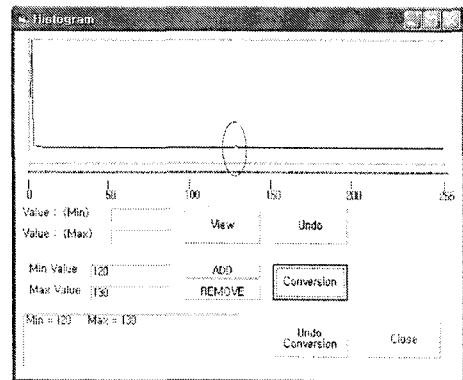 Histogram
0 50 100 150 200 255
Value : (Min)
Value : (Max)
View
Undo
Min Value 120
Max Value 130
ADD
REMOVE
Conversion
Min = 120 Max = 130
Undo
Conversion
Close